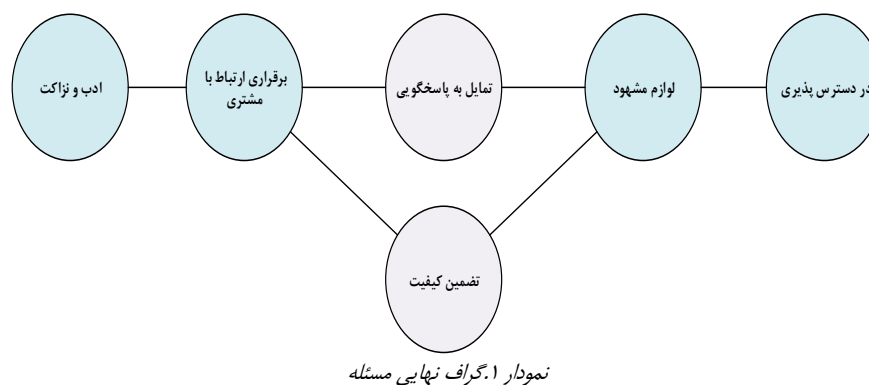 در دسترس پذیری
لوازم مشهود
تمایل به پاسخگویی
برقراری ارتباط با
مشتری
ادب و نزاکت
تضمین کیفیت
نمودار ۱.گراف نهایی مسئله